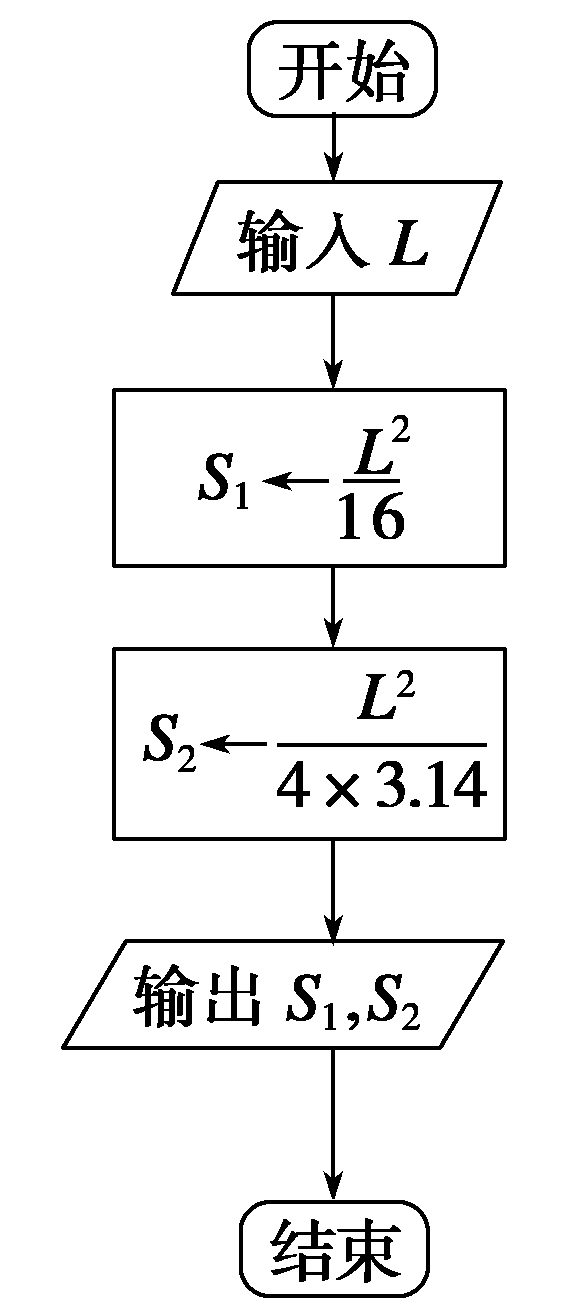 开始
输入 L
S₁←L²/16
S₂←L²/(4×3.14)
输出 S₁,S₂
结束